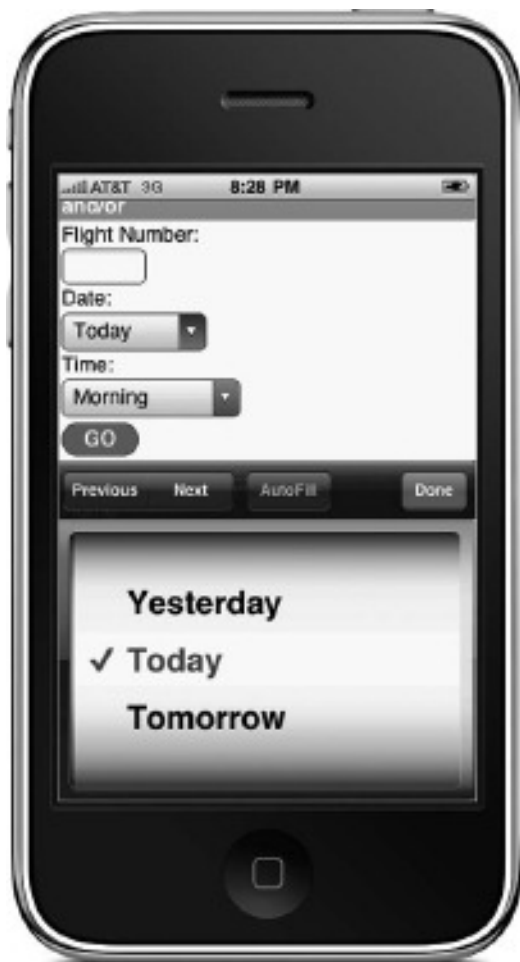 AT&T 3G 8:28 PM
and/or
Flight Number:
Date:
Today
Time:
Morning
GO
Previous Next AutoFill Done
Yesterday
✓ Today
Tomorrow